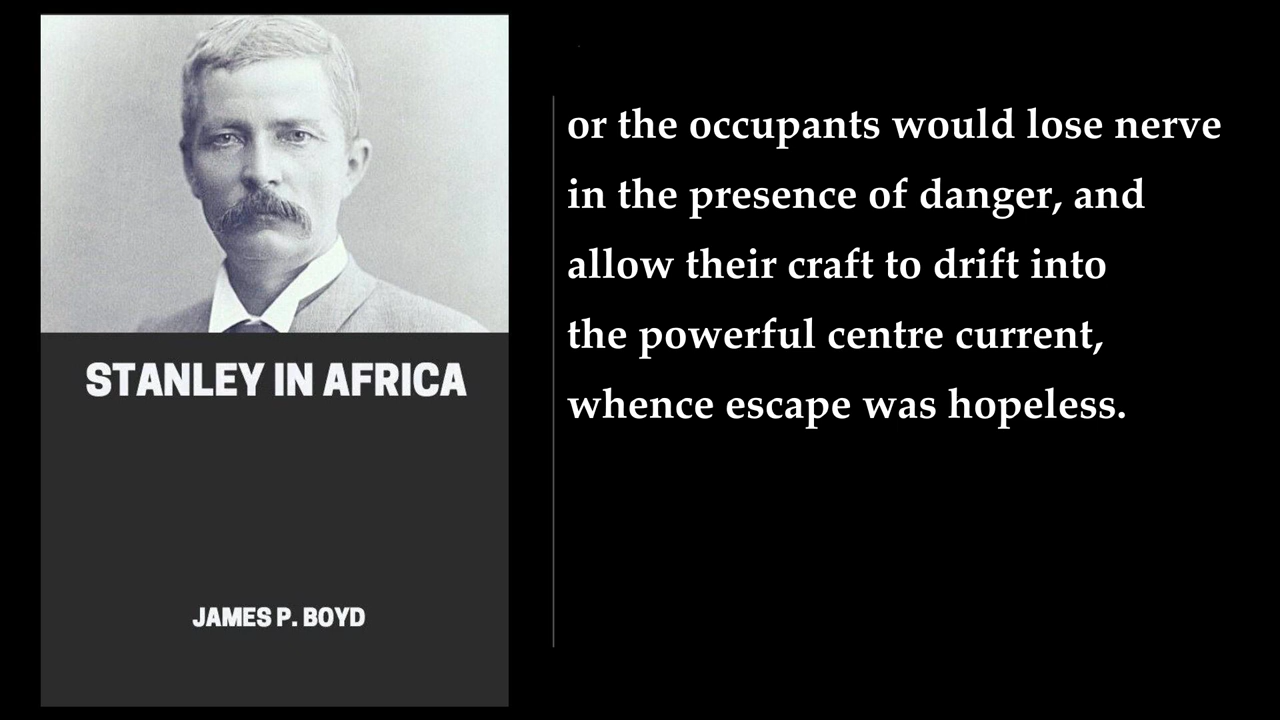 STANLEY IN AFRICA
JAMES P. BOYD
or the occupants would lose nerve
in the presence of danger, and
allow their craft to drift into
the powerful centre current,
whence escape was hopeless.